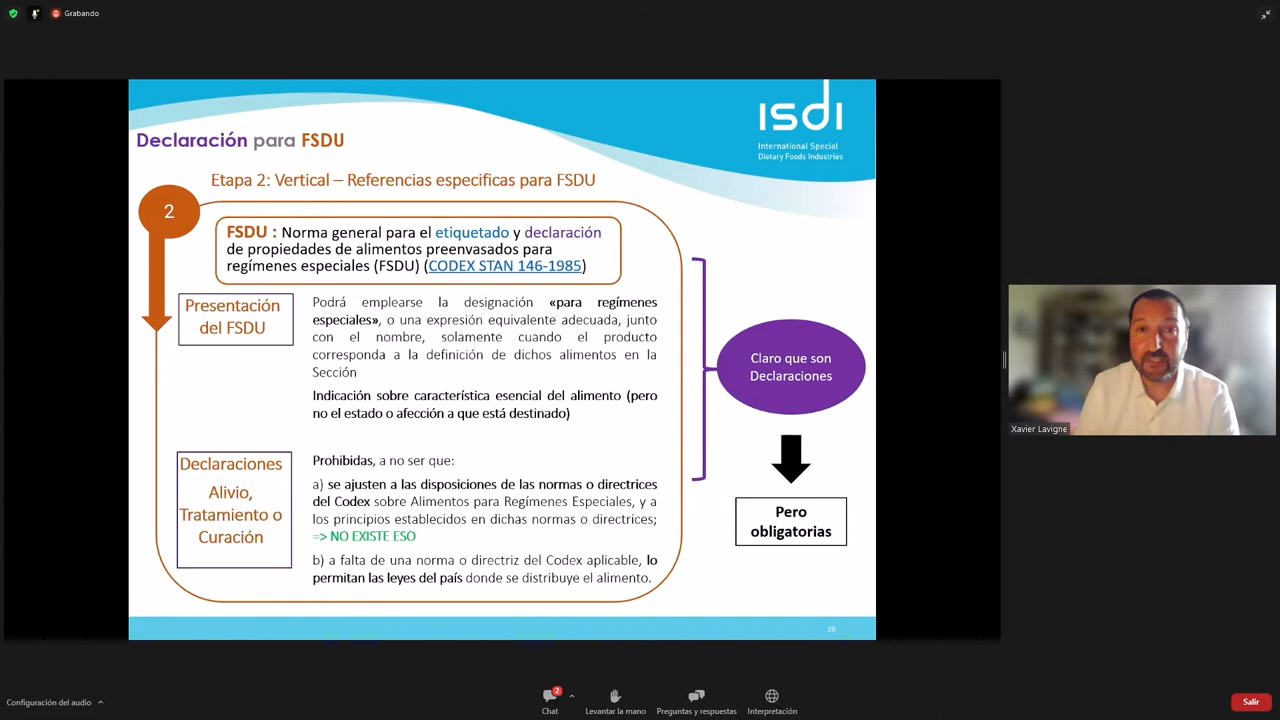 Grabando
isdi
International Special
Dietary Foods Industries
Declaración para FSDU
Etapa 2: Vertical – Referencias especificas para FSDU
2
FSDU : Norma general para el etiquetado y declaración
de propiedades de alimentos preenvasados para
regímenes especiales (FSDU) (CODEX STAN 146-1985)
Presentación
del FSDU
Podrá emplearse la designación «para regímenes
especiales», o una expresión equivalente adecuada, junto
con el nombre, solamente cuando el producto
corresponda a la definición de dichos alimentos en la
Sección
Indicación sobre característica esencial del alimento (pero
no el estado o afección a que está destinado)
Claro que son
Declaraciones
Declaraciones
Alivio,
Tratamiento o
Curación
Prohibidas, a no ser que:
a) se ajusten a las disposiciones de las normas o directrices
del Codex sobre Alimentos para Regímenes Especiales, y a
los principios establecidos en dichas normas o directrices;
=> NO EXISTE ESO
b) a falta de una norma o directriz del Codex aplicable, lo
permitan las leyes del país donde se distribuye el alimento.
Pero
obligatorias
28
Xavier Lavigne
Configuración del audio
2
Chat
Levantar la mano
Preguntas y respuestas
Interpretación
Salir